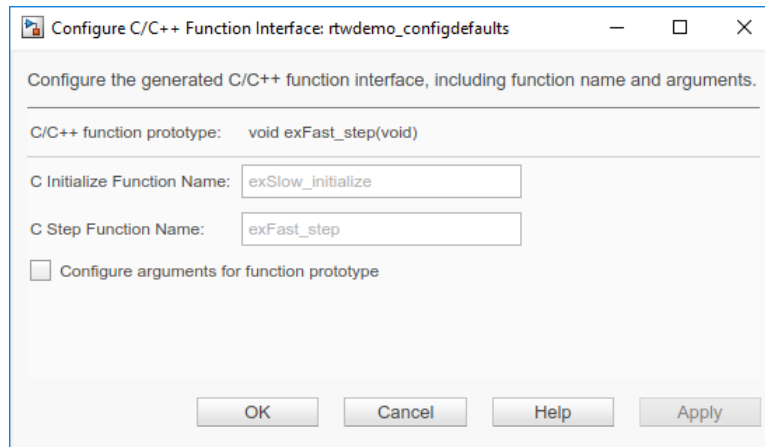 Configure C/C++ Function Interface: rtwdemo_configdefaults
Configure the generated C/C++ function interface, including function name and arguments.
C/C++ function prototype: void exFast_step(void)
C Initialize Function Name: exSlow_initialize
C Step Function Name: exFast_step
Configure arguments for function prototype
OK Cancel Help Apply